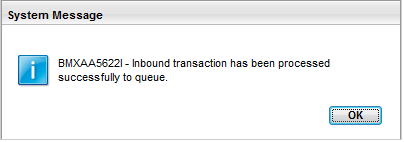 System Message
BMXAA5622I - Inbound transaction has been processed
successfully to queue.
OK